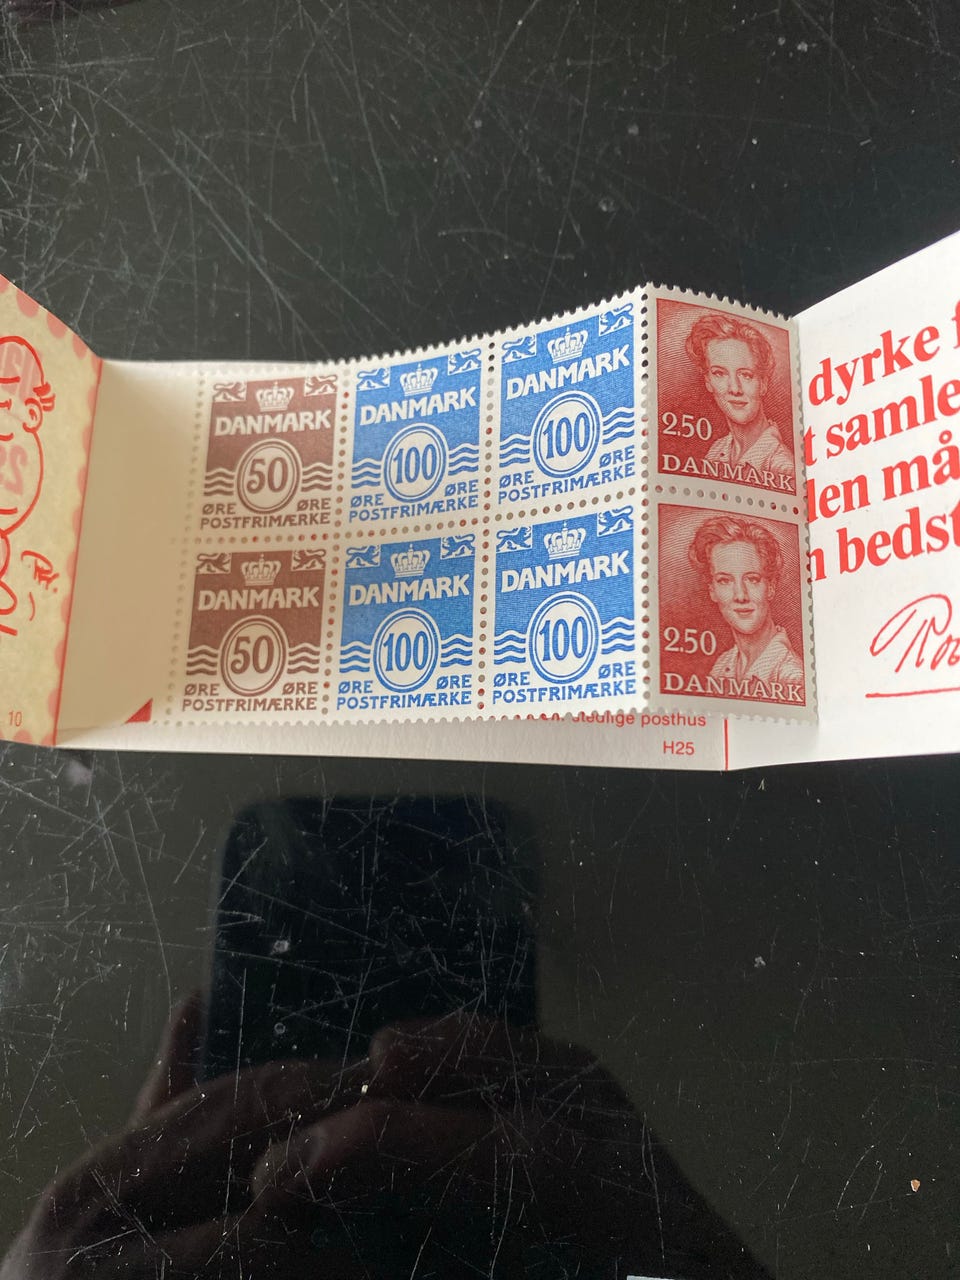 DANMARK
50
ØRE ØRE
POSTFRIMÆRKE
DANMARK
100
ØRE ØRE
POSTFRIMÆRKE
DANMARK
100
ØRE ØRE
POSTFRIMÆRKE
2.50
DANMARK
DANMARK
50
ØRE ØRE
POSTFRIMÆRKE
DANMARK
100
ØRE ØRE
POSTFRIMÆRKE
DANMARK
100
ØRE ØRE
POSTFRIMÆRKE
2.50
DANMARK
10
posthus
H25
dyrke
samle
må
bedst